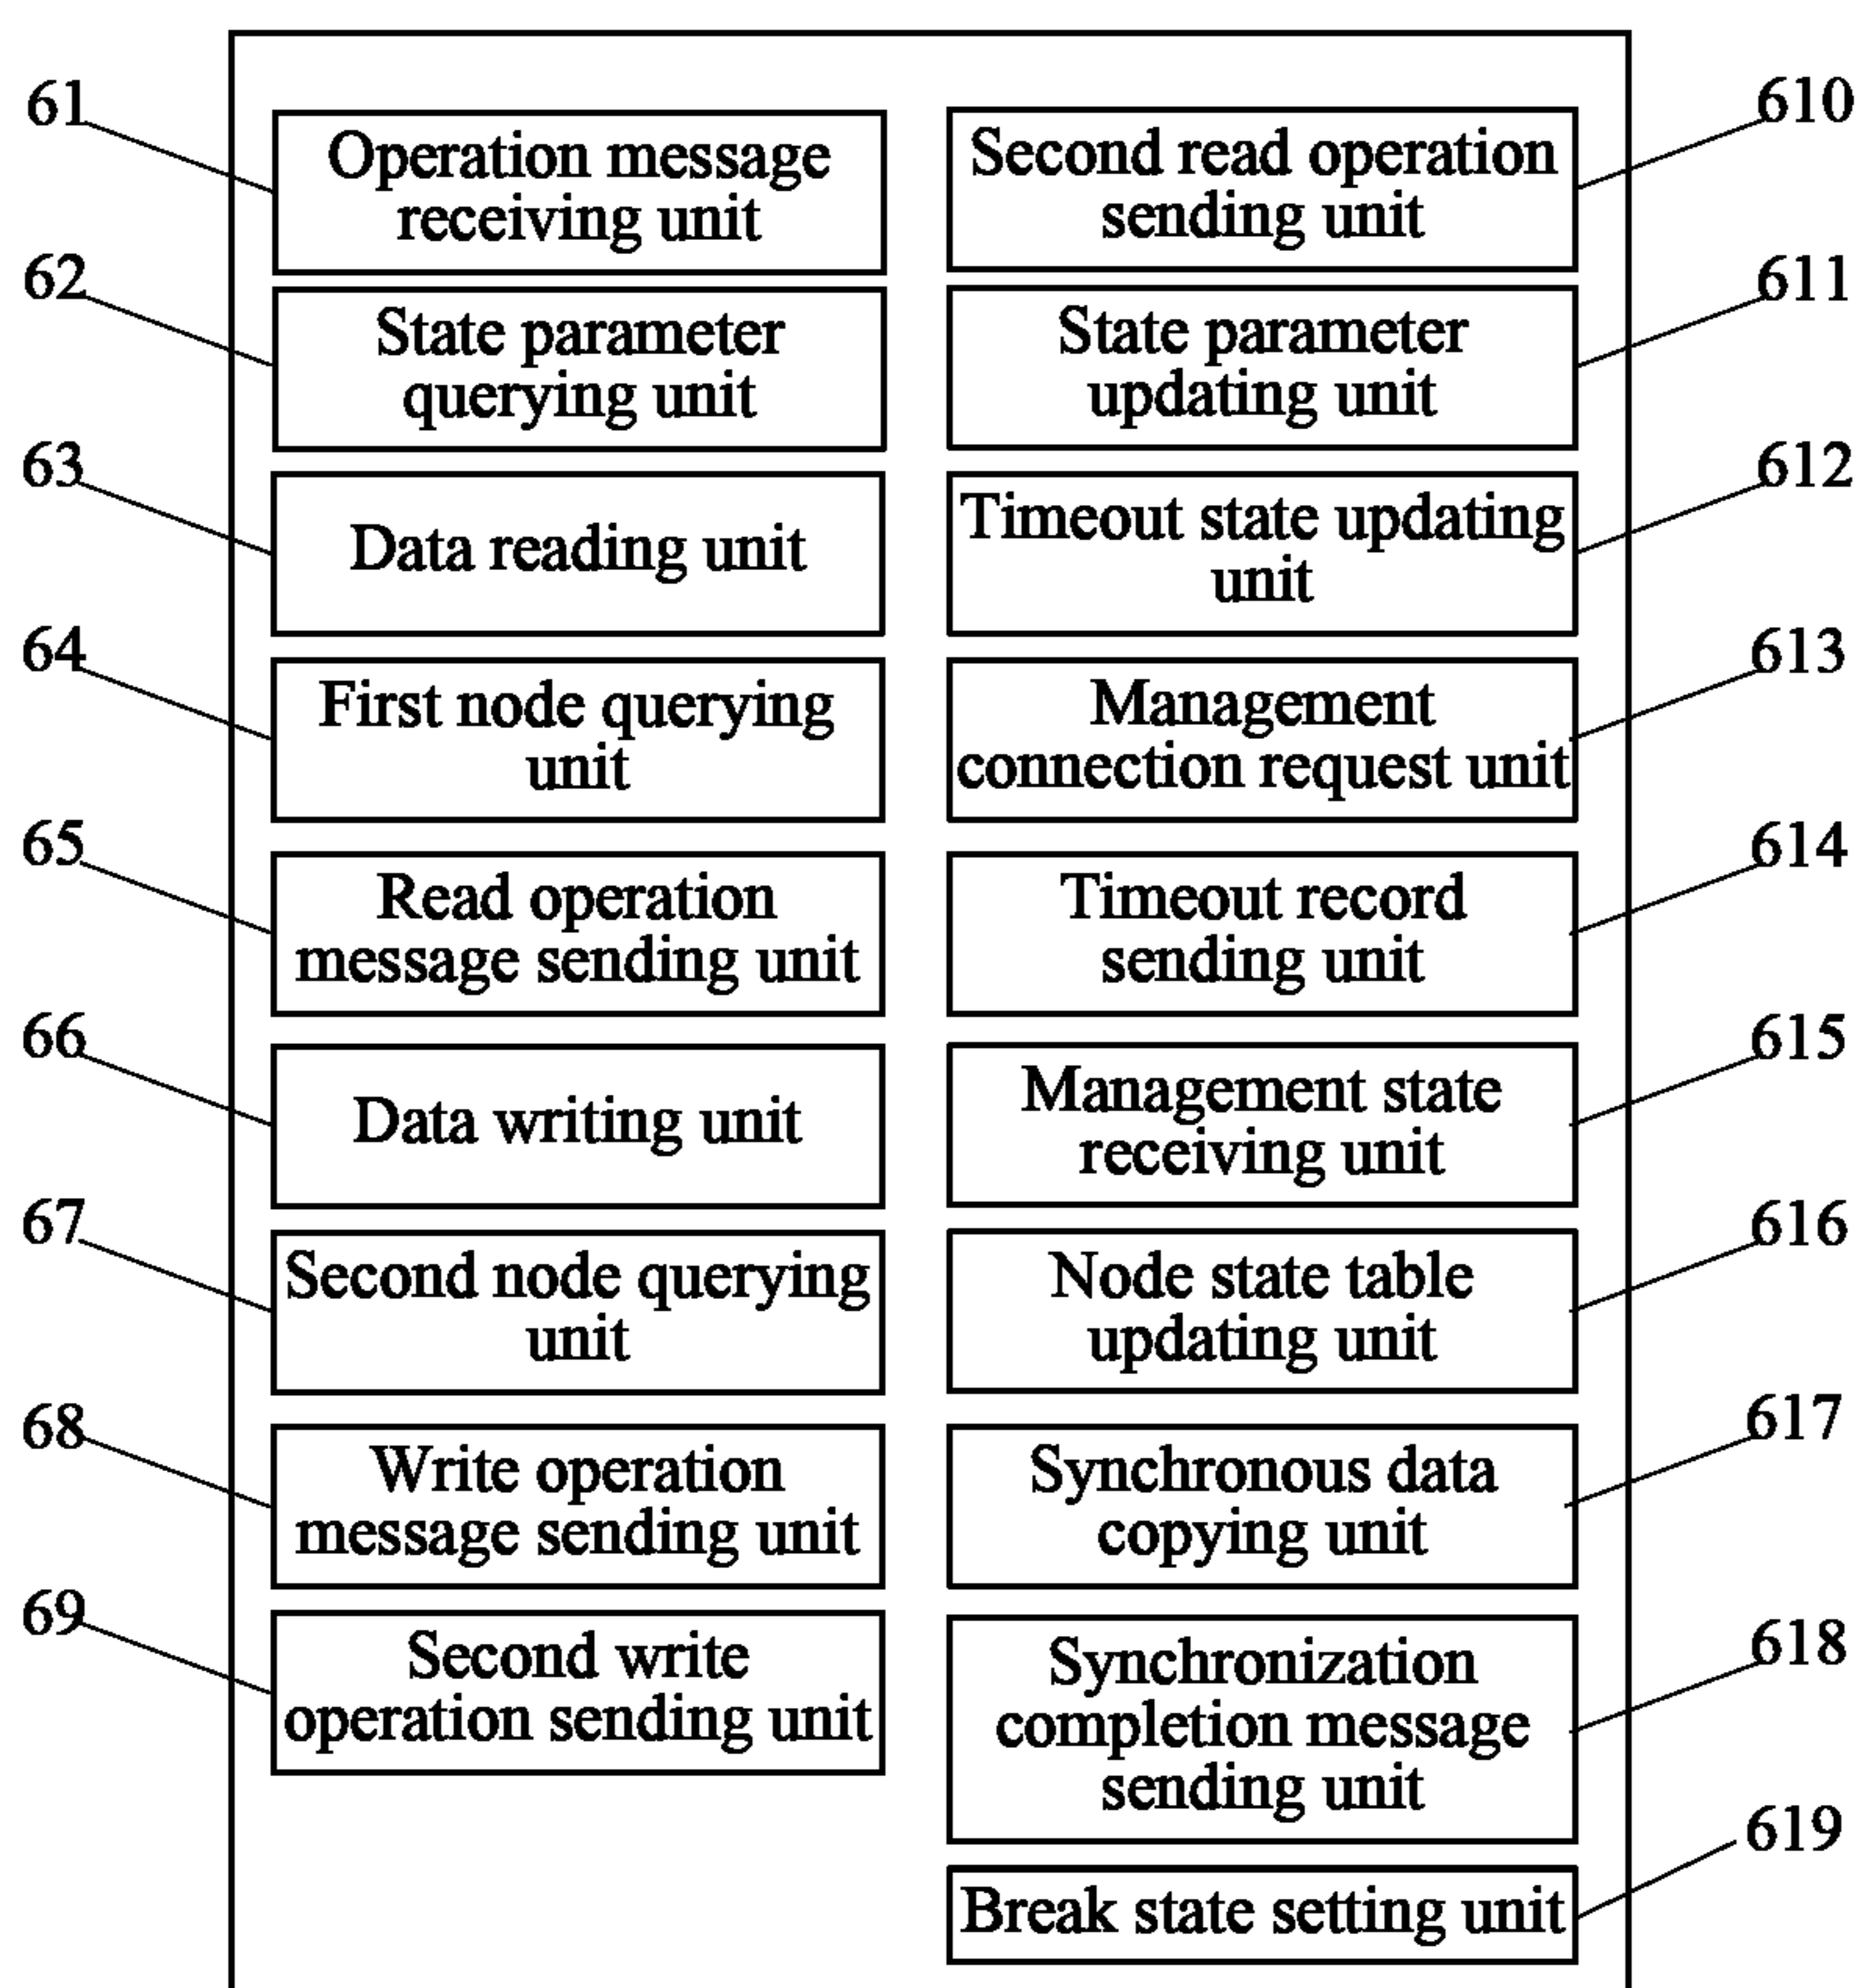 61
Operation message
receiving unit
62
State parameter
querying unit
63
Data reading unit
64
First node querying
unit
65
Read operation
message sending unit
66
Data writing unit
67
Second node querying
unit
68
Write operation
message sending unit
69
Second write
operation sending unit
610
Second read operation
sending unit
611
State parameter
updating unit
612
Timeout state updating
unit
613
Management
connection request unit
614
Timeout record
sending unit
615
Management state
receiving unit
616
Node state table
updating unit
617
Synchronous data
copying unit
618
Synchronization
completion message
sending unit
619
Break state setting unit